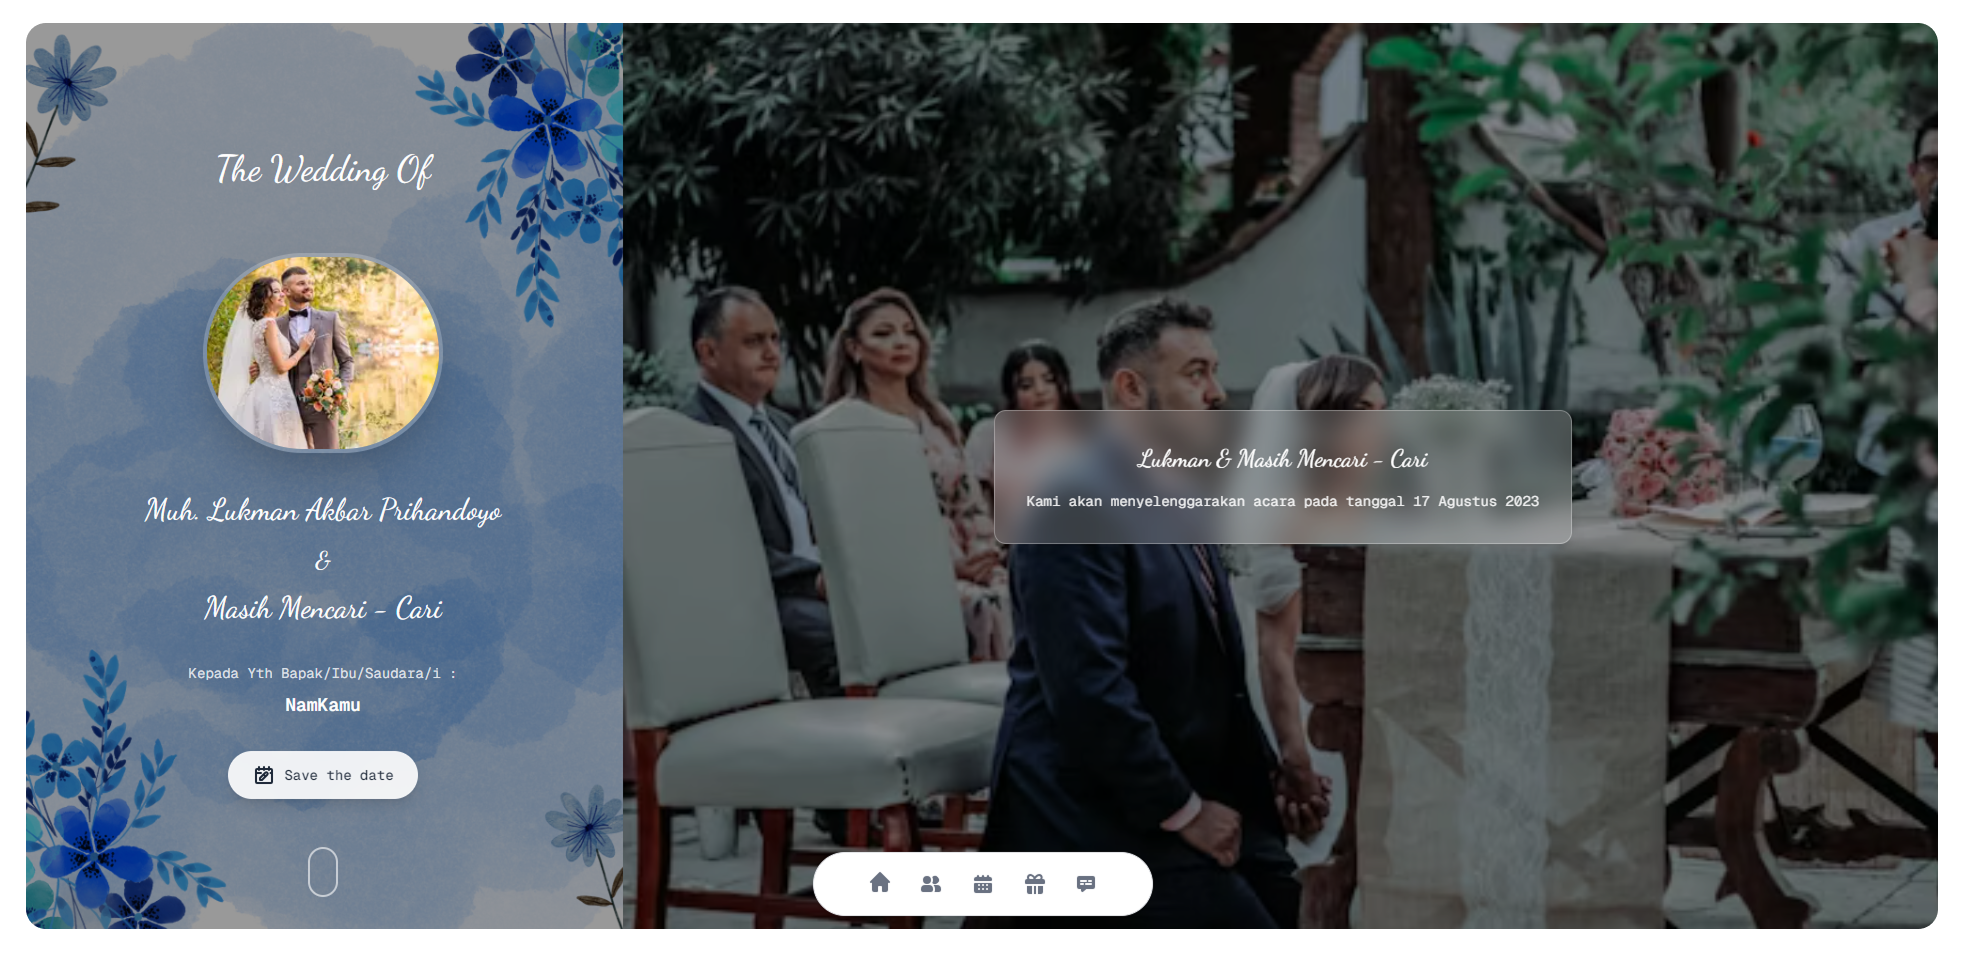 The Wedding Of
Muh. Lukman Akbar Prihandoyo
&
Masih Mencari - Cari
Kepada Yth Bapak/Ibu/Saudara/i :
NamKamu
Save the date
Lukman & Masih Mencari - Cari
Kami akan menyelenggarakan acara pada tanggal 17 Agustus 2023